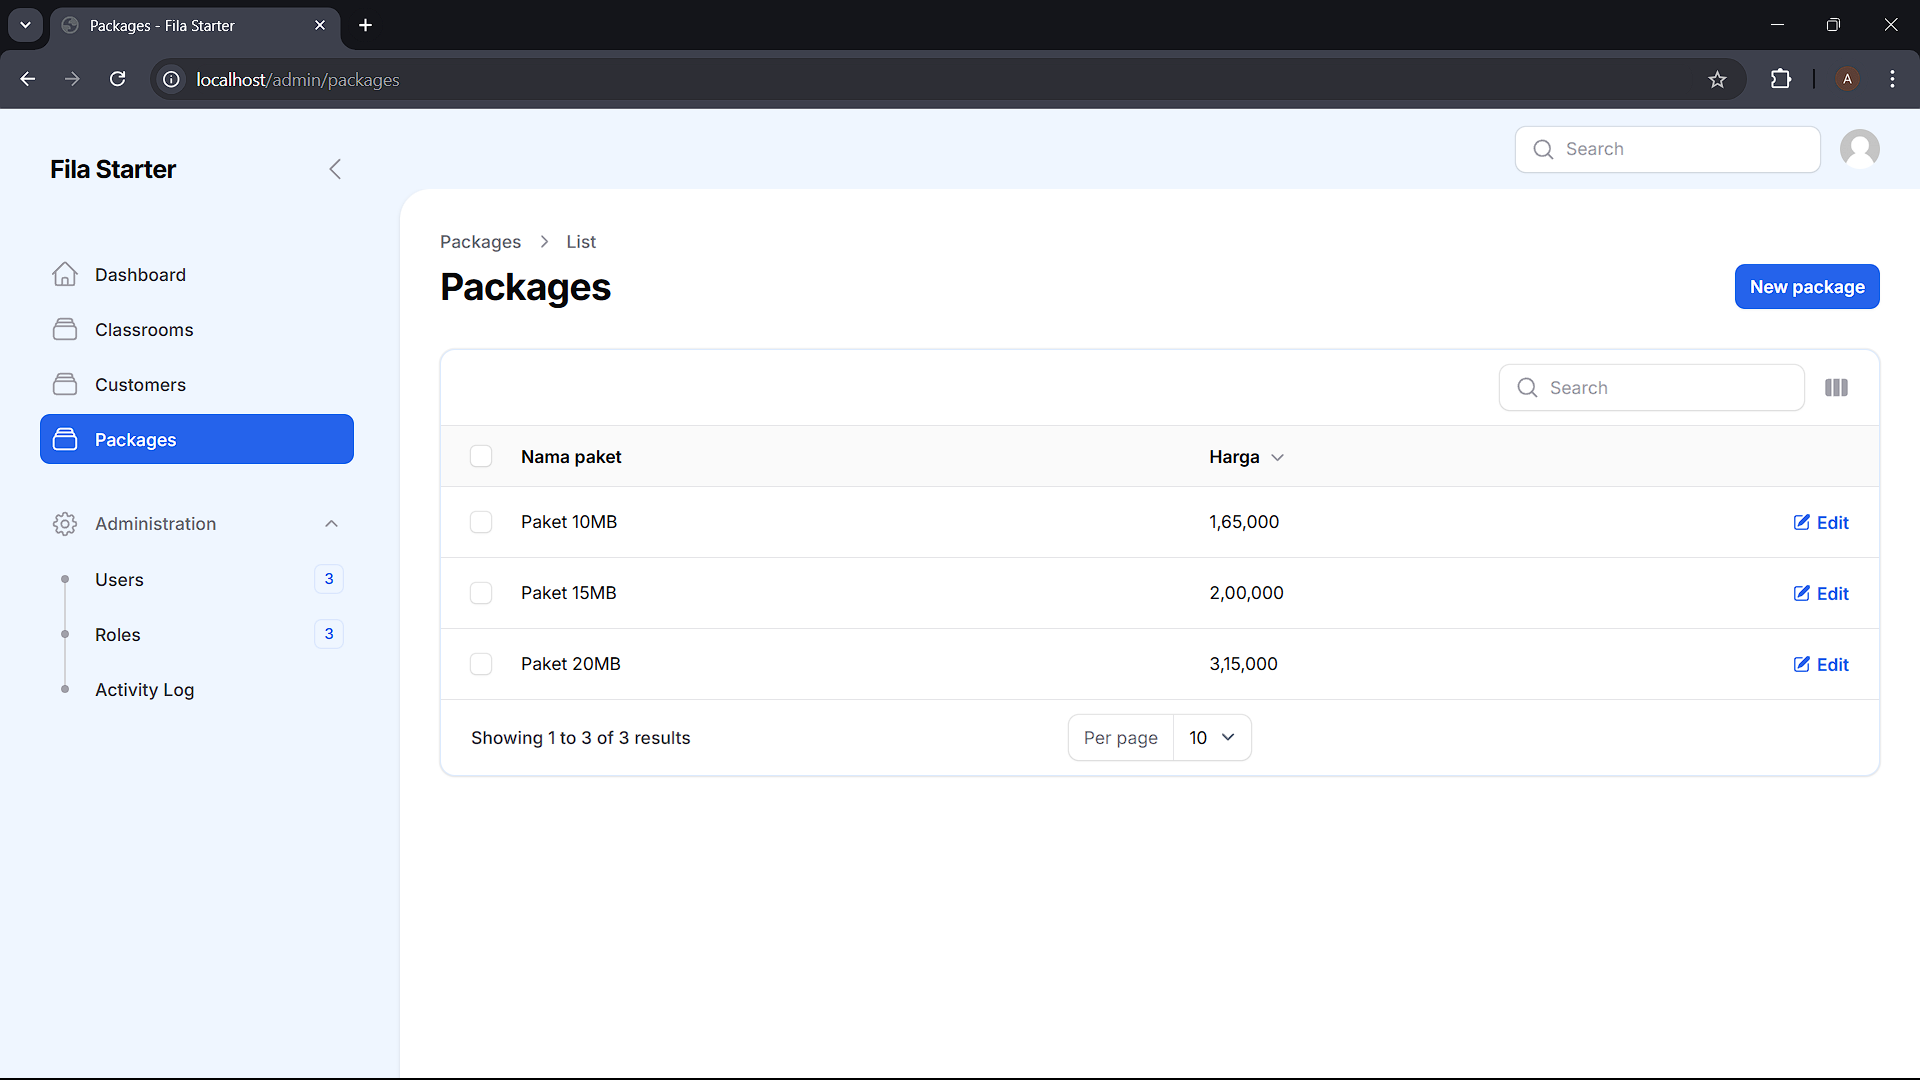 Packages - Fila Starter
localhost/admin/packages
A
Fila Starter
Search
Dashboard
Classrooms
Customers
Packages
Administration
Users 3
Roles 3
Activity Log
Packages > List
Packages
New package
Search
Nama paket Harga
Paket 10MB 1,65,000 Edit
Paket 15MB 2,00,000 Edit
Paket 20MB 3,15,000 Edit
Showing 1 to 3 of 3 results Per page 10